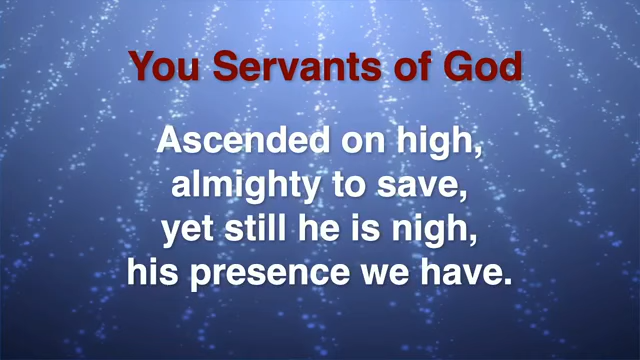 You Servants of God
Ascended on high,
almighty to save,
yet still he is nigh,
his presence we have.